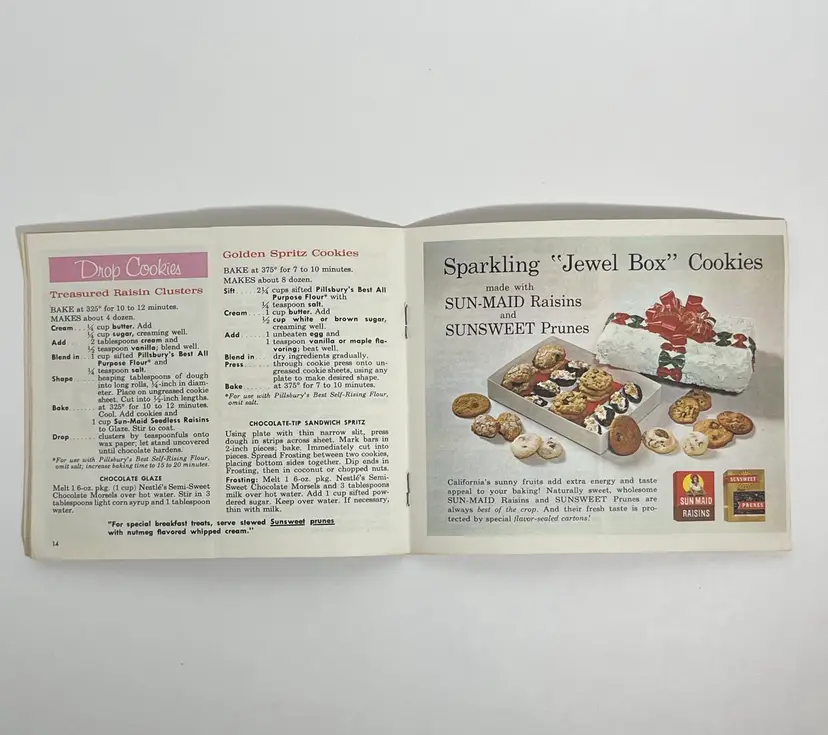 Drop Cookies
Treasured Raisin Clusters
BAKE at 325° for 10 to 12 minutes.
MAKES about 4 dozen.
Cream . . . ¼ cup butter. Add
¼ cup sugar, creaming well.
Add . . . 2 tablespoons cream and
½ teaspoon vanilla; blend well.
Blend in . . 1 cup sifted Pillsbury's Best All
Purpose Flour* and
¼ teaspoon salt.
Shape . . . heaping tablespoons of dough
into long rolls, ¼-inch in diam-
eter. Place on ungreased cookie
sheet. Cut into ½-inch lengths.
Bake . . . at 325° for 10 to 12 minutes.
Cool. Add cookies and
1 cup Sun-Maid Seedless Raisins
to Glaze. Stir to coat.
Drop . . . clusters by teaspoonfuls onto
wax paper; let stand uncovered
until chocolate hardens.
*For use with Pillsbury's Best Self-Rising Flour,
omit salt; increase baking time to 15 to 20 minutes.
CHOCOLATE GLAZE
Melt 1 6-oz. pkg. (1 cup) Nestlé's Semi-Sweet
Chocolate Morsels over hot water. Stir in 3
tablespoons light corn syrup and 1 tablespoon
water.
Golden Spritz Cookies
BAKE at 375° for 7 to 10 minutes.
MAKES about 8 dozen.
Sift . . . 2¼ cups sifted Pillsbury's Best All
Purpose Flour* with
½ teaspoon salt.
Cream . . . 1 cup butter. Add
½ cup white or brown sugar,
creaming well.
Add . . . 1 unbeaten egg and
1 teaspoon vanilla or maple fla-
voring; beat well.
Blend in . . . dry ingredients gradually.
Press . . . through cookie press onto un-
greased cookie sheets, using any
plate to make desired shape.
Bake . . . at 375° for 7 to 10 minutes.
*For use with Pillsbury's Best Self-Rising Flour,
omit salt.
CHOCOLATE-TIP SANDWICH SPRITZ
Using plate with thin narrow slit, press
dough in strips across sheet. Mark bars in
2-inch pieces; bake. Immediately cut into
pieces. Spread Frosting between two cookies,
placing bottom sides together. Dip ends in
Frosting, then in coconut or chopped nuts.
Frosting: Melt 1 6-oz. pkg. Nestlé's Semi-
Sweet Chocolate Morsels and 3 tablespoons
milk over hot water. Add 1 cup sifted pow-
dered sugar. Keep over water. If necessary,
thin with milk.
"For special breakfast treats, serve stewed Sunsweet prunes
with nutmeg flavored whipped cream."
14
Sparkling "Jewel Box" Cookies
made with
SUN-MAID Raisins
and
SUNSWEET Prunes
California's sunny fruits add extra energy and taste
appeal to your baking! Naturally sweet, wholesome
SUN-MAID Raisins and SUNSWEET Prunes are
always best of the crop. And their fresh taste is pro-
tected by special flavor-sealed cartons!
SUN MAID
RAISINS
SUNSWEET
PRUNES